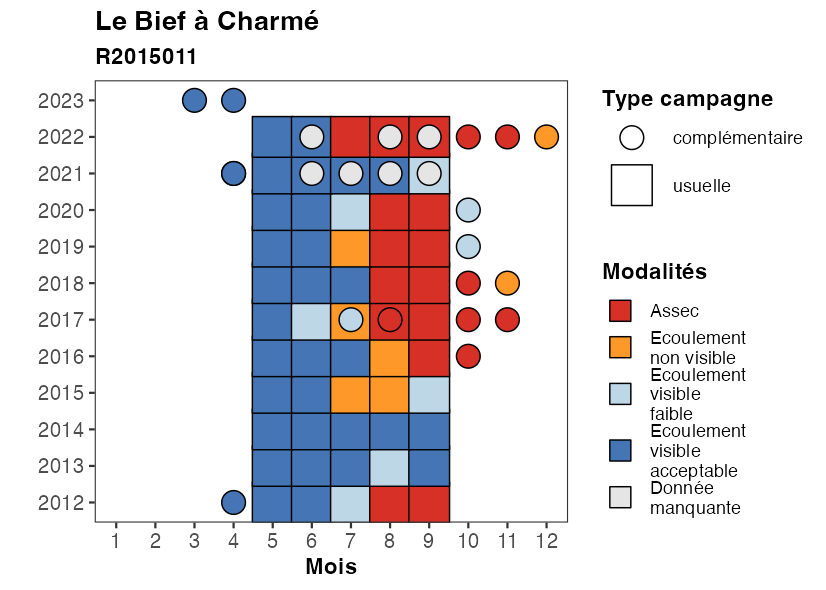 Le Bief à Charmé
R2015011
2023
2022
2021
2020
2019
2018
2017
2016
2015
2014
2013
2012
1 2 3 4 5 6 7 8 9 10 11 12
Mois
Type campagne
complémentaire
usuelle
Modalités
Assec
Ecoulement
non visible
Ecoulement
visible
faible
Ecoulement
visible
acceptable
Donnée
manquante